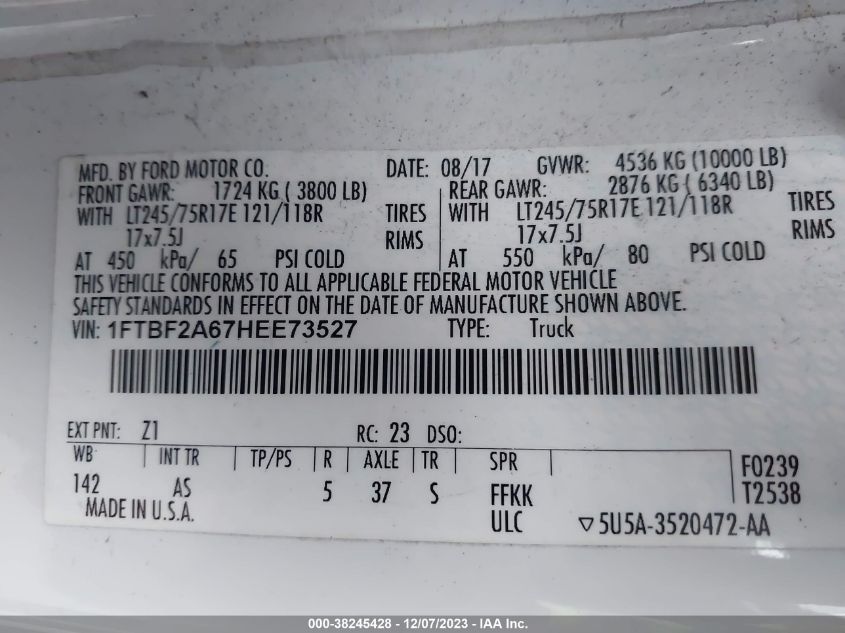 MFD. BY FORD MOTOR CO. DATE: 08/17 GVWR: 4536 KG (10000 LB)
FRONT GAWR: 1724 KG ( 3800 LB) REAR GAWR: 2876 KG ( 6340 LB)
WITH LT245/75R17E 121/118R TIRES WITH LT245/75R17E 121/118R TIRES
17x7.5J RIMS 17x7.5J RIMS
AT 450 kPa/ 65 PSI COLD AT 550 kPa/ 80 PSI COLD
THIS VEHICLE CONFORMS TO ALL APPLICABLE FEDERAL MOTOR VEHICLE
SAFETY STANDARDS IN EFFECT ON THE DATE OF MANUFACTURE SHOWN ABOVE.
VIN: 1FTBF2A67HEE73527 TYPE: Truck
EXT PNT: Z1 RC: 23 DSO:
WB INT TR TP/PS R AXLE TR SPR F0239
142 AS 5 37 S FFKK T2538
MADE IN U.S.A. ULC ▽5U5A-3520472-AA
000-38245428 - 12/07/2023 - IAA Inc.